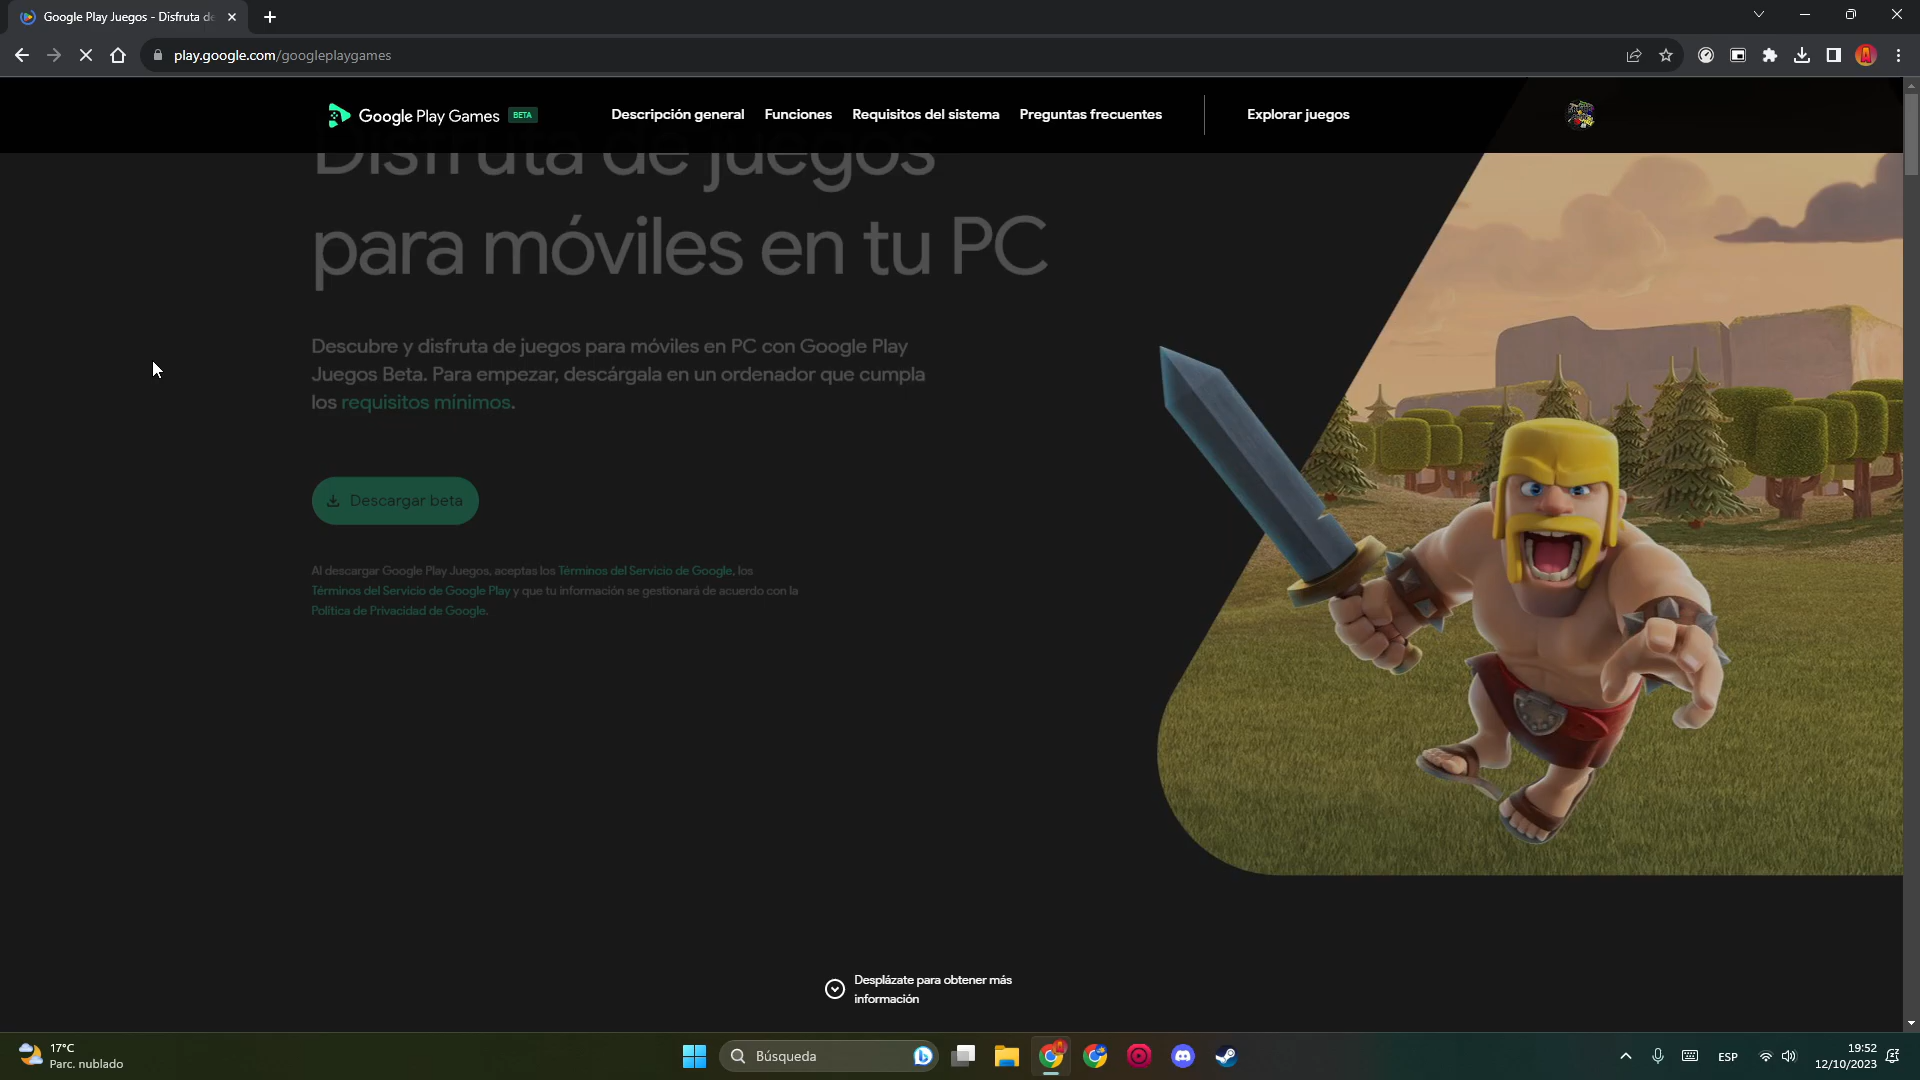 Google Play Juegos - Disfruta de
play.google.com/googleplaygames
Google Play Games BETA
Descripción general
Funciones
Requisitos del sistema
Preguntas frecuentes
Explorar juegos
Disfruta de juegos
para móviles en tu PC
Descubre y disfruta de juegos para móviles en PC con Google Play
Juegos Beta. Para empezar, descárgala en un ordenador que cumpla
los requisitos mínimos.
Descargar beta
Al descargar Google Play Juegos, aceptas los Términos del Servicio de Google, los
Términos del Servicio de Google Play y que tu información se gestionará de acuerdo con la
Política de Privacidad de Google.
Desplázate para obtener más
información
17°C
Parc. nublado
Búsqueda
ESP
19:52
12/10/2023